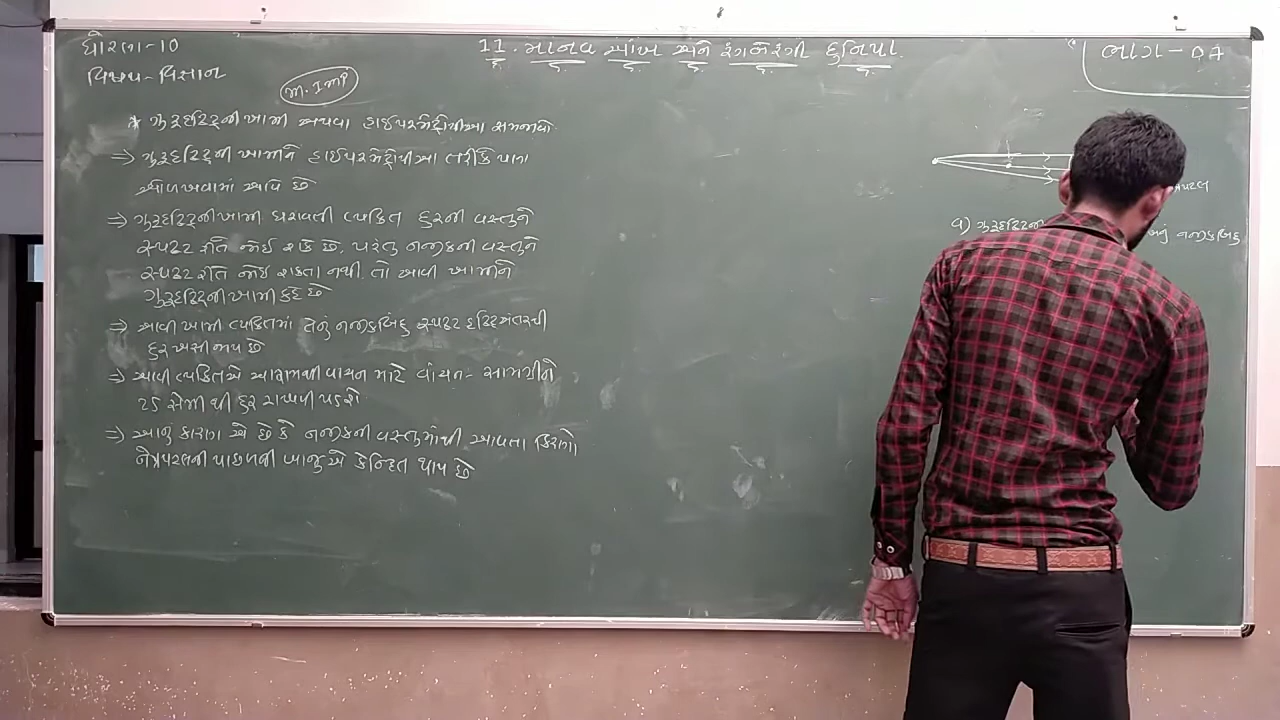 ધોરણ-10
વિષય-વિજ્ઞાન
11. માનવ આંખ અને રંગબેરંગી દુનિયા
ભાગ-
M. IMP
* ગુરુદ્રષ્ટિની ખામી અથવા હાઈપરમેટ્રોપીઆ સમજાવો.
⇒ ગુરુદ્રષ્ટિની ખામીને હાઈપરમેટ્રોપીઆ તરીકે પણ
ઓળખવામાં આવે છે
⇒ ગુરુદ્રષ્ટિની ખામી ધરાવતી વ્યકિત દુરની વસ્તુને
સ્પષ્ટ રીતે જોઈ શકે છે, પરંતુ નજીકની વસ્તુને
સ્પષ્ટ રીતે જોઈ શકતા નથી. તો આવી ખામીને
ગુરુદ્રષ્ટિની ખામી કહે છે
⇒ આવી ખામી વ્યકિતમાં તેનું નજીકબિંદુ સ્પષ્ટ દ્રષ્ટિઅંતરથી
દુર ખસી જાય છે
⇒ આવી વ્યકિતએ આરામથી વાંચન માટે વાંચન-સામગ્રીને
25 સેમી થી દુર રાખવી પડશે
⇒ આનું કારણ એ છે કે નજીકની વસ્તુમાંથી આવતા કિરણો
નેત્રપટલની પાછળની બાજુ એ કેન્દ્રિત થાય છે
a) ગુરુદ્રષ્ટિની નજીકબિંદુ